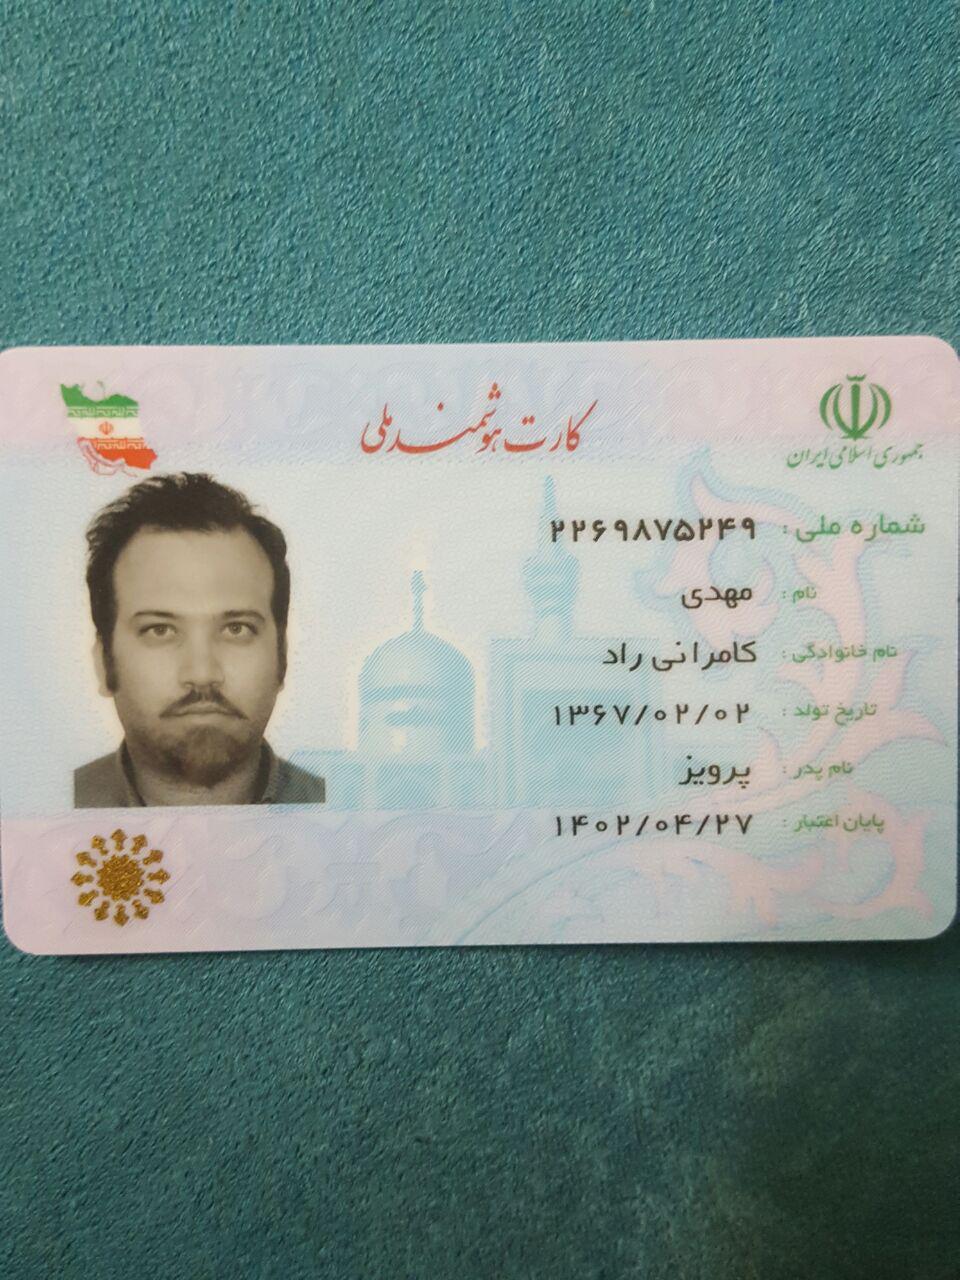 کارت هوشمند ملی
جمهوری اسلامی ایران
شماره ملی : ۲۲۶۹۸۷۵۲۴۹
نام : مهدی
نام خانوادگی : کامرانی راد
تاریخ تولد : ۱۳۶۷/۰۲/۰۲
نام پدر : پرویز
پایان اعتبار : ۱۴۰۲/۰۴/۲۷